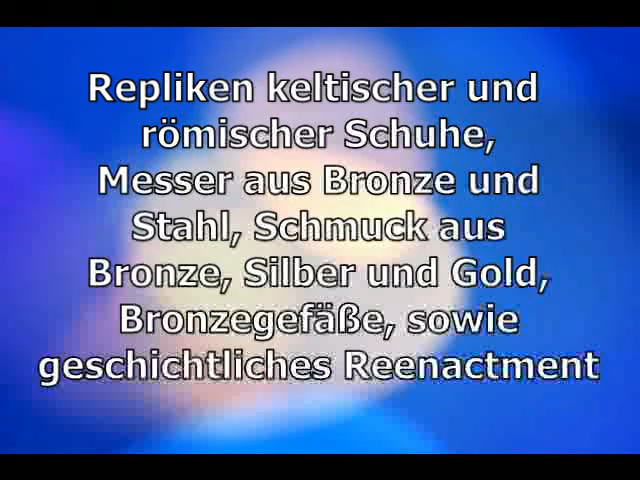 Repliken keltischer und
römischer Schuhe,
Messer aus Bronze und
Stahl, Schmuck aus
Bronze, Silber und Gold,
Bronzegefäße, sowie
geschichtliches Reenactment